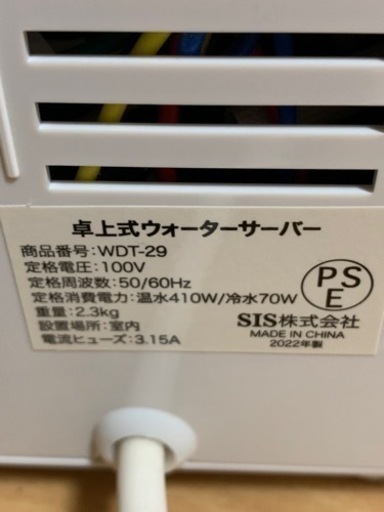 卓上式ウォーターサーバー
商品番号:WDT-29
定格電圧:100V
定格周波数:50/60Hz
定格消費電力:温水410W/冷水70W
重量:2.3kg
設置場所:室内
電流ヒューズ:3.15A
PS
E
SIS株式会社
MADE IN CHINA
2022年製